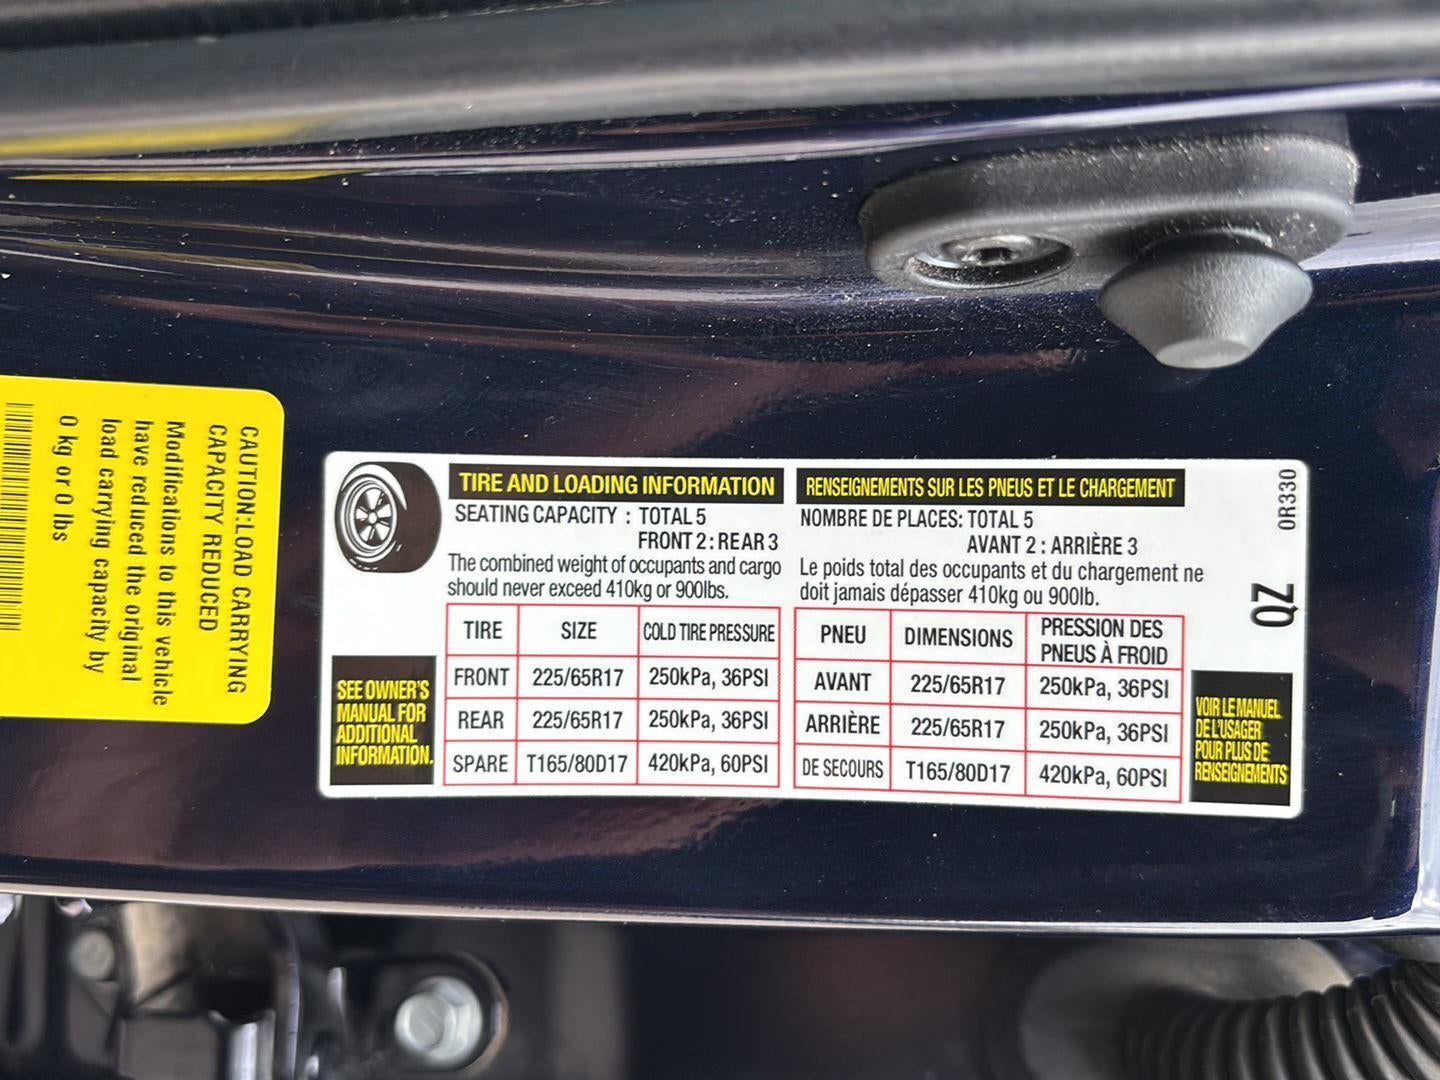 CAUTION:LOAD CARRYING
CAPACITY REDUCED
Modifications to this vehicle
have reduced the original
load carrying capacity by
0 kg or 0 lbs
TIRE AND LOADING INFORMATION
SEATING CAPACITY : TOTAL 5
FRONT 2 : REAR 3
The combined weight of occupants and cargo
should never exceed 410kg or 900lbs.
TIRE SIZE COLD TIRE PRESSURE
FRONT 225/65R17 250kPa, 36PSI
REAR 225/65R17 250kPa, 36PSI
SPARE T165/80D17 420kPa, 60PSI
SEE OWNER'S
MANUAL FOR
ADDITIONAL
INFORMATION.
RENSEIGNEMENTS SUR LES PNEUS ET LE CHARGEMENT
NOMBRE DE PLACES: TOTAL 5
AVANT 2 : ARRIÈRE 3
Le poids total des occupants et du chargement ne
doit jamais dépasser 410kg ou 900lb.
PNEU DIMENSIONS PRESSION DES
PNEUS À FROID
AVANT 225/65R17 250kPa, 36PSI
ARRIÈRE 225/65R17 250kPa, 36PSI
DE SECOURS T165/80D17 420kPa, 60PSI
VOIR LE MANUEL
DE L'USAGER
POUR PLUS DE
RENSEIGNEMENTS
0R330
QZ